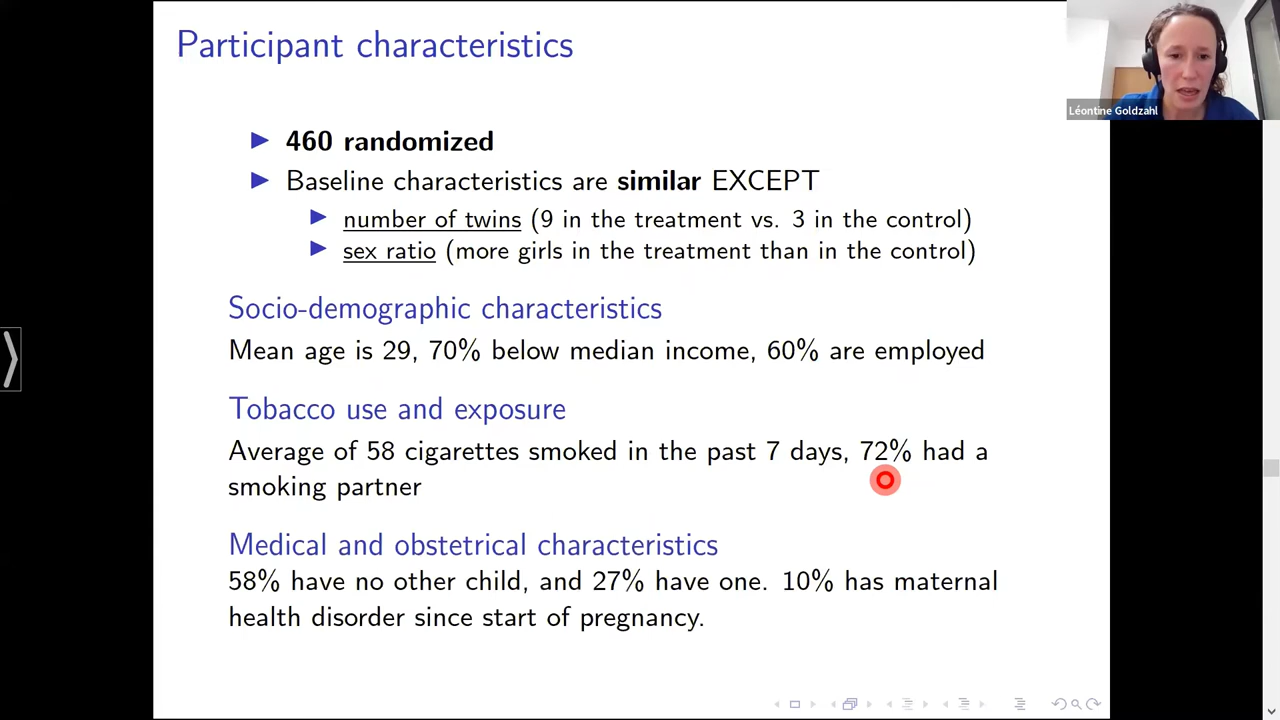 Participant characteristics
Léontine Goldzahl
460 randomized
Baseline characteristics are similar EXCEPT
number of twins (9 in the treatment vs. 3 in the control)
sex ratio (more girls in the treatment than in the control)
Socio-demographic characteristics
Mean age is 29, 70% below median income, 60% are employed
Tobacco use and exposure
Average of 58 cigarettes smoked in the past 7 days, 72% had a
smoking partner
Medical and obstetrical characteristics
58% have no other child, and 27% have one. 10% has maternal
health disorder since start of pregnancy.